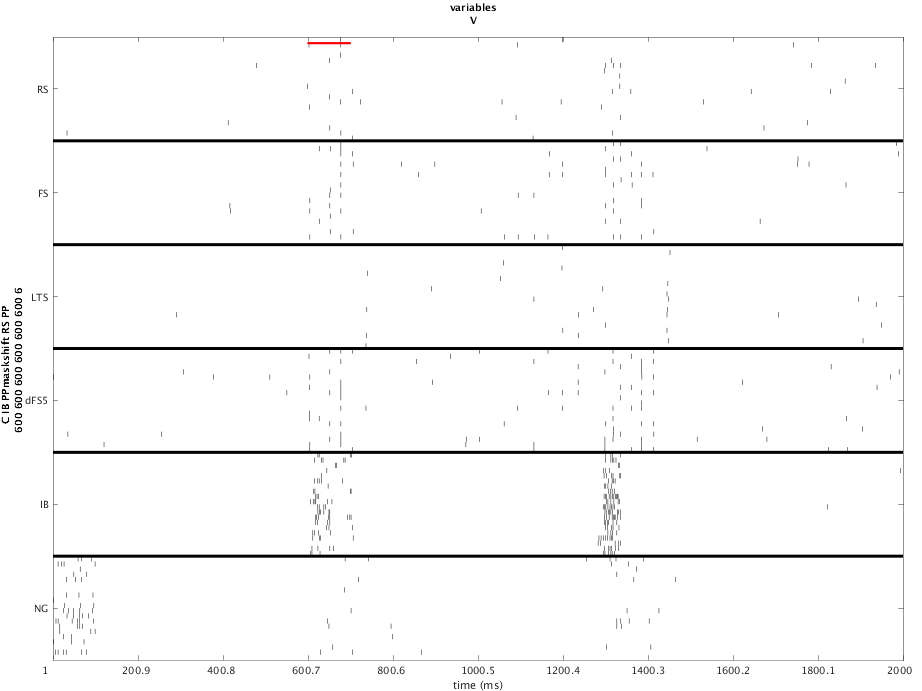 variables
V
C IB PPmaskshift RS PP
600 600 600 600 600 600 6
RS
FS
LTS
dFS5
IB
NG
1 200.9 400.8 600.7 800.6 1000.5 1200.4 1400.3 1600.2 1800.1 2000
time (ms)